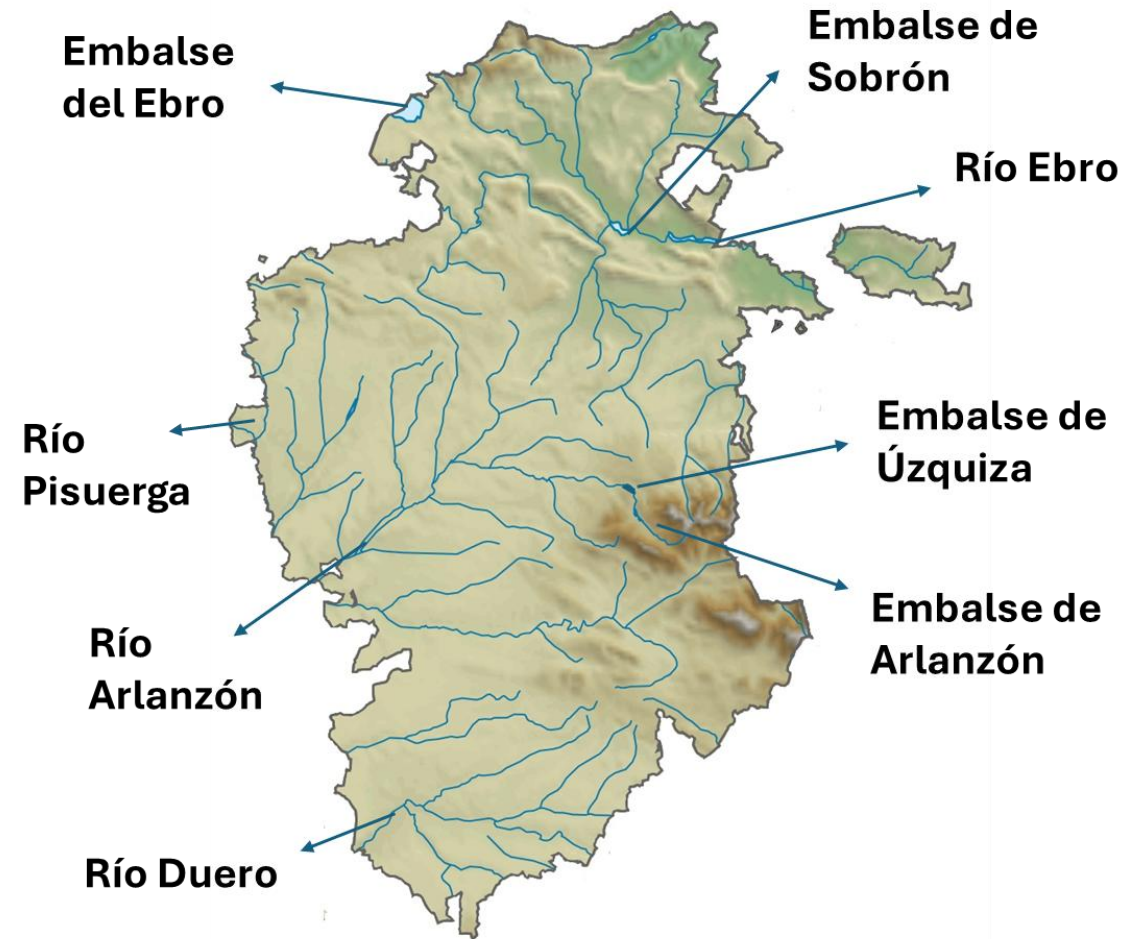 Embalse de
Sobrón
Embalse
del Ebro
Río Ebro
Embalse de
Úzquiza
Río
Pisuerga
Embalse de
Arlanzón
Río
Arlanzón
Río Duero